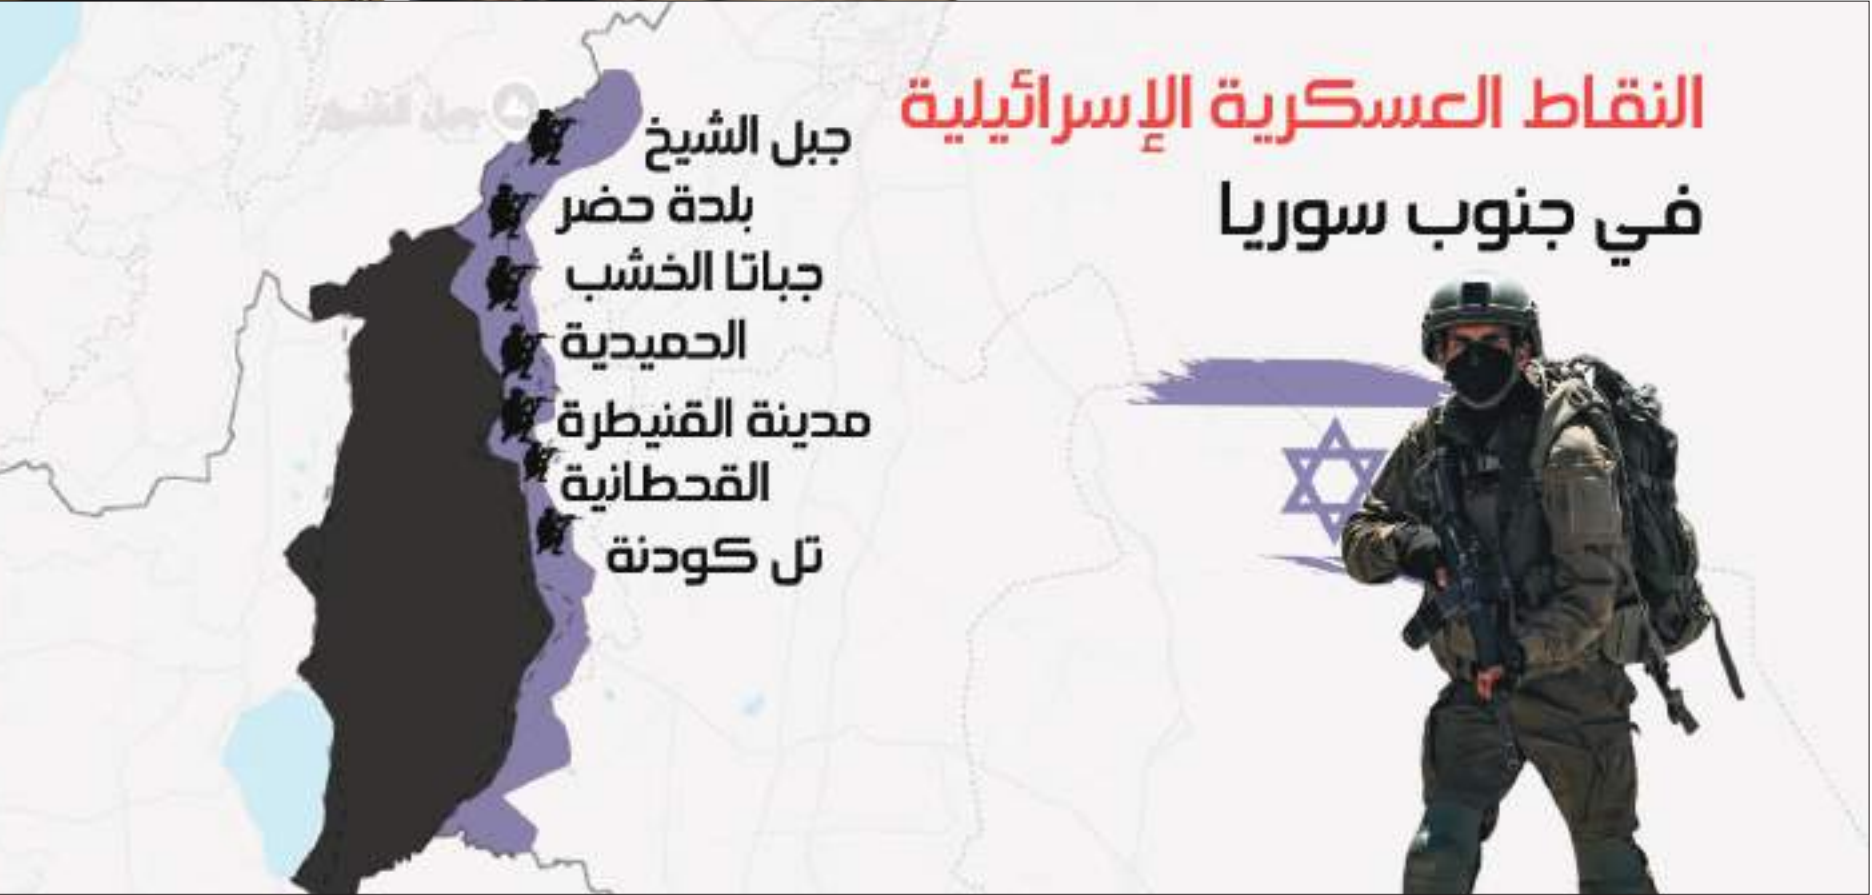 النقاط العسكرية الإسرائيلية
في جنوب سوريا
جبل الشيخ
بلدة حضر
جباتا الخشب
الحميدية
مدينة القنيطرة
القحطانية
تل كودنة